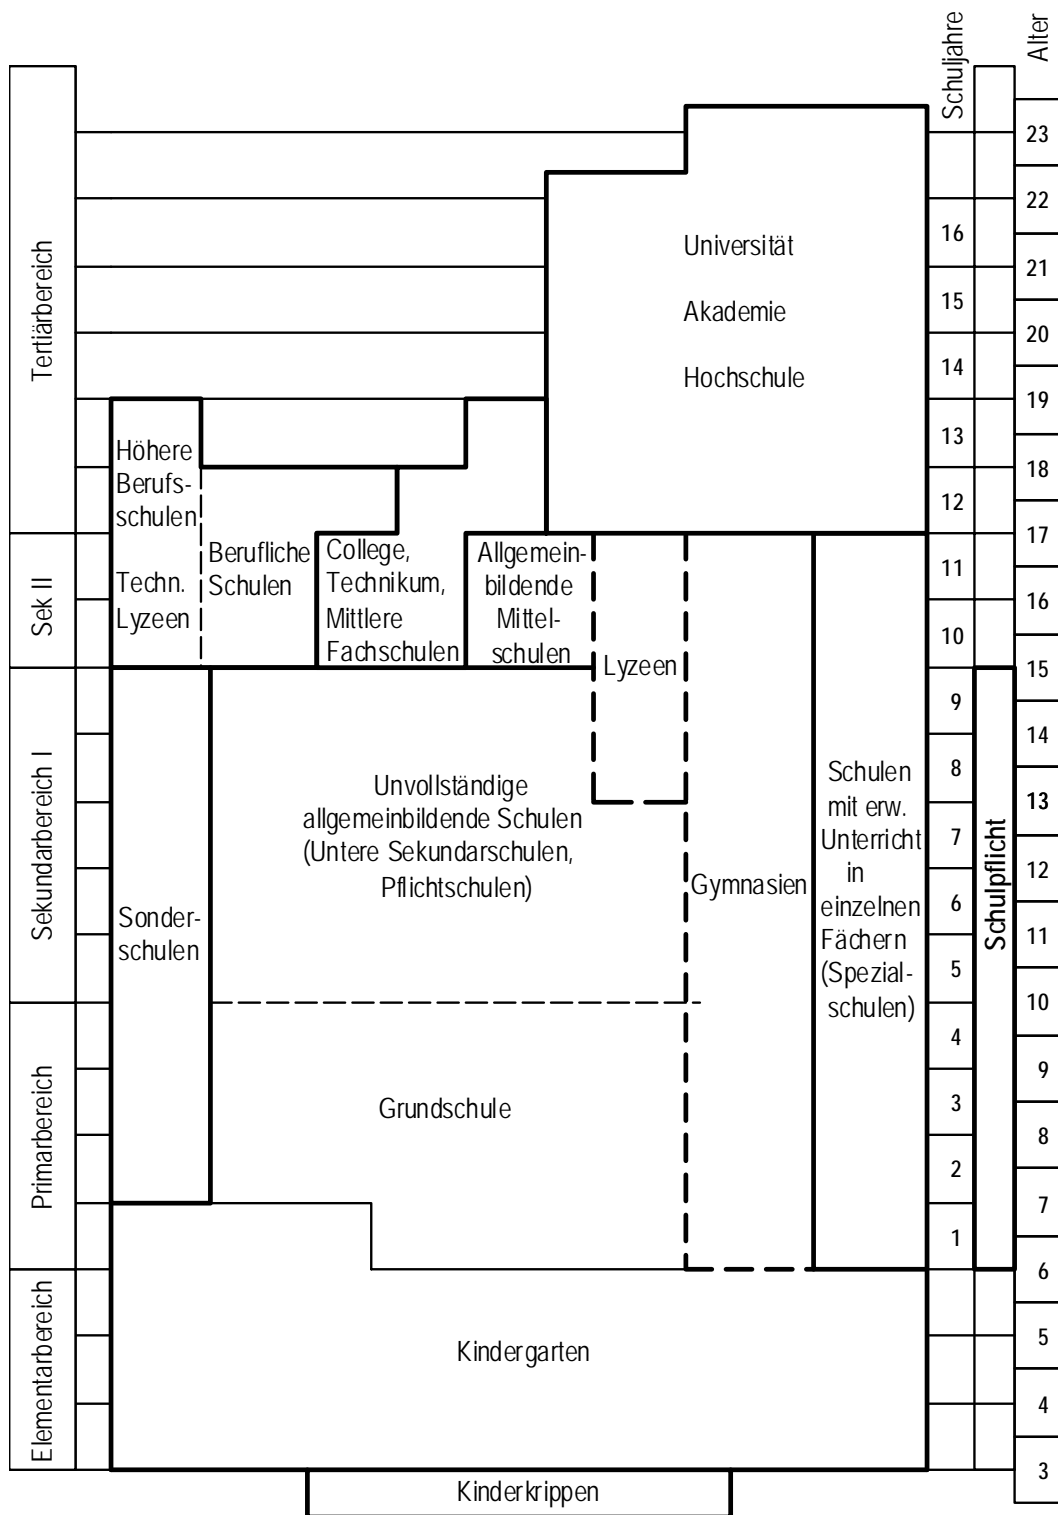 Schuljahre
Alter
Tertiärbereich
Sek II
Sekundarbereich I
Primarbereich
Elementarbereich
Universität
Akademie
Hochschule
Höhere
Berufs-
schulen
Techn.
Lyzeen
Berufliche
Schulen
College,
Technikum,
Mittlere
Fachschulen
Allgemein-
bildende
Mittel-
schulen
Lyzeen
Unvollständige
allgemeinbildende Schulen
(Untere Sekundarschulen,
Pflichtschulen)
Gymnasien
Schulen
mit erw.
Unterricht
in
einzelnen
Fächern
(Spezial-
schulen)
Sonder-
schulen
Grundschule
Kindergarten
Kinderkrippen
16
15
14
13
12
11
10
9
8
7
6
5
4
3
2
1
Schulpflicht
23
22
21
20
19
18
17
16
15
14
13
12
11
10
9
8
7
6
5
4
3